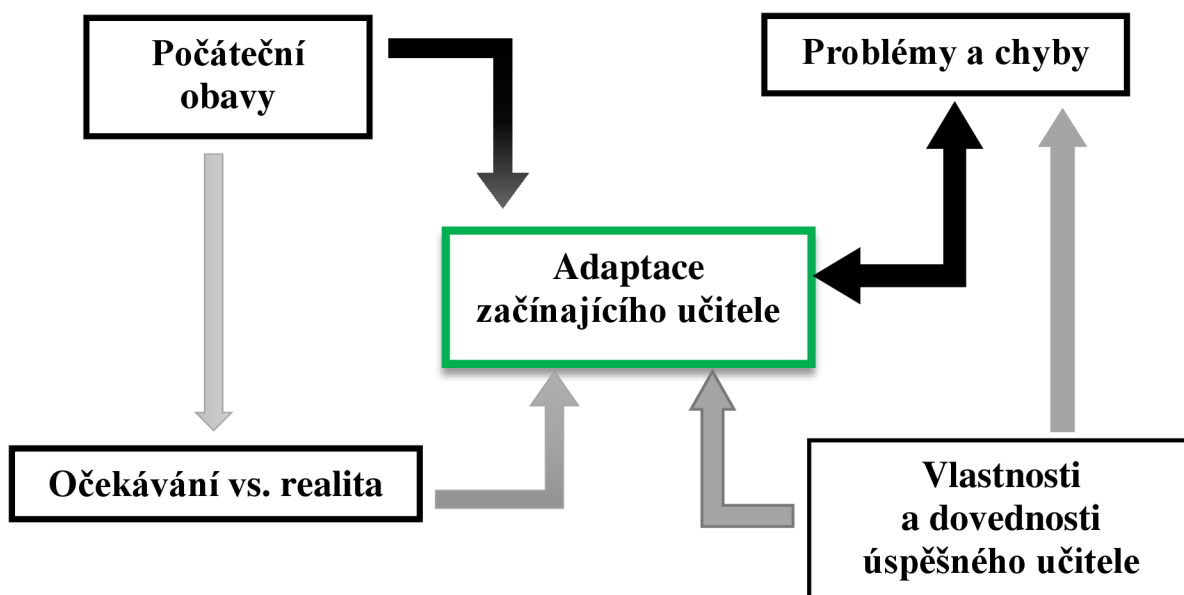 Počáteční
obavy
Problémy a chyby
Adaptace
začínajícího učitele
Očekávání vs. realita
Vlastnosti
a dovednosti
úspěšného učitele